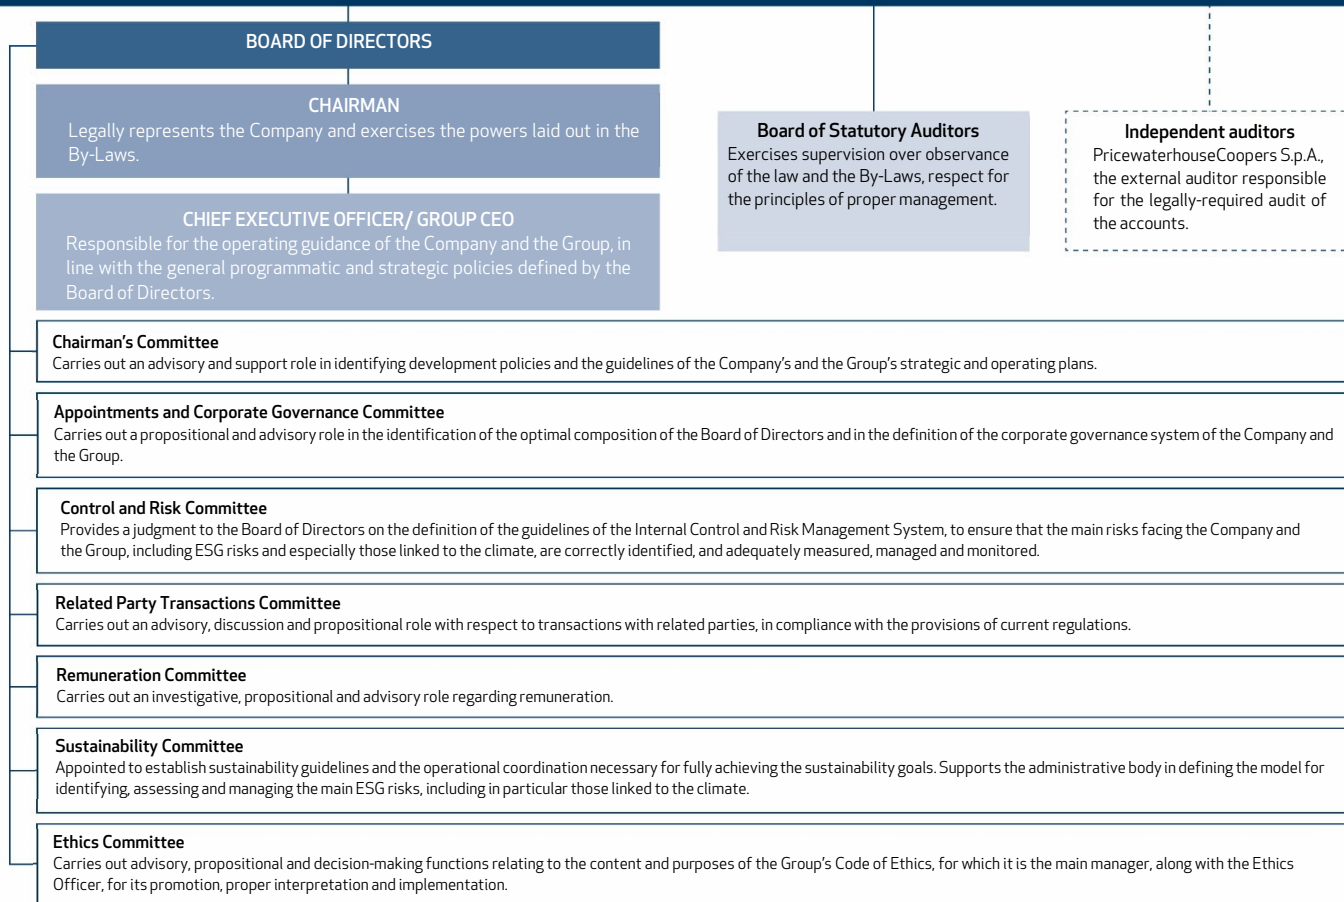 BOARD OF DIRECTORS
CHAIRMAN
Legally represents the Company and exercises the powers laid out in the
By-Laws.
CHIEF EXECUTIVE OFFICER/ GROUP CEO
Responsible for the operating guidance of the Company and the Group, in
line with the general programmatic and strategic policies defined by the
Board of Directors.
Board of Statutory Auditors
Exercises supervision over observance
of the law and the By-Laws, respect for
the principles of proper management.
Independent auditors
PricewaterhouseCoopers S.p.A.,
the external auditor responsible
for the legally-required audit of
the accounts.
Chairman's Committee
Carries out an advisory and support role in identifying development policies and the guidelines of the Company's and the Group's strategic and operating plans.
Appointments and Corporate Governance Committee
Carries out a propositional and advisory role in the identification of the optimal composition of the Board of Directors and in the definition of the corporate governance system of the Company and
the Group.
Control and Risk Committee
Provides a judgment to the Board of Directors on the definition of the guidelines of the Internal Control and Risk Management System, to ensure that the main risks facing the Company and
the Group, including ESG risks and especially those linked to the climate, are correctly identified, and adequately measured, managed and monitored.
Related Party Transactions Committee
Carries out an advisory, discussion and propositional role with respect to transactions with related parties, in compliance with the provisions of current regulations.
Remuneration Committee
Carries out an investigative, propositional and advisory role regarding remuneration.
Sustainability Committee
Appointed to establish sustainability guidelines and the operational coordination necessary for fully achieving the sustainability goals. Supports the administrative body in defining the model for
identifying, assessing and managing the main ESG risks, including in particular those linked to the climate.
Ethics Committee
Carries out advisory, propositional and decision-making functions relating to the content and purposes of the Group's Code of Ethics, for which it is the main manager, along with the Ethics
Officer, for its promotion, proper interpretation and implementation.